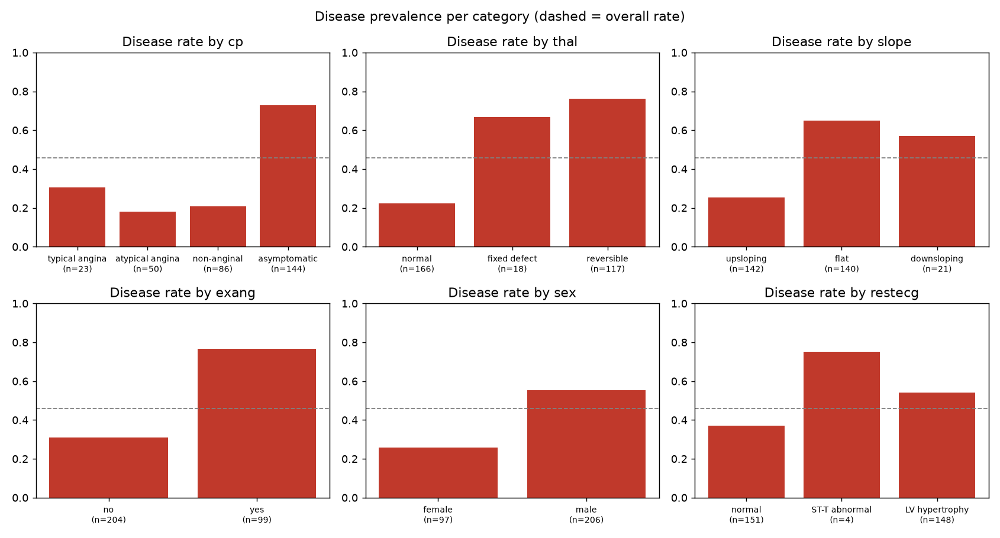 Disease prevalence per category (dashed = overall rate)
Disease rate by cp
1.0
0.8
0.6
0.4
0.2
0.0
typical angina atypical angina non-anginal asymptomatic
(n=23) (n=50) (n=86) (n=144)
Disease rate by thal
1.0
0.8
0.6
0.4
0.2
0.0
normal fixed defect reversible
(n=166) (n=18) (n=117)
Disease rate by slope
1.0
0.8
0.6
0.4
0.2
0.0
upsloping flat downsloping
(n=142) (n=140) (n=21)
Disease rate by exang
1.0
0.8
0.6
0.4
0.2
0.0
no yes
(n=204) (n=99)
Disease rate by sex
1.0
0.8
0.6
0.4
0.2
0.0
female male
(n=97) (n=206)
Disease rate by restecg
1.0
0.8
0.6
0.4
0.2
0.0
normal ST-T abnormal LV hypertrophy
(n=151) (n=4) (n=148)